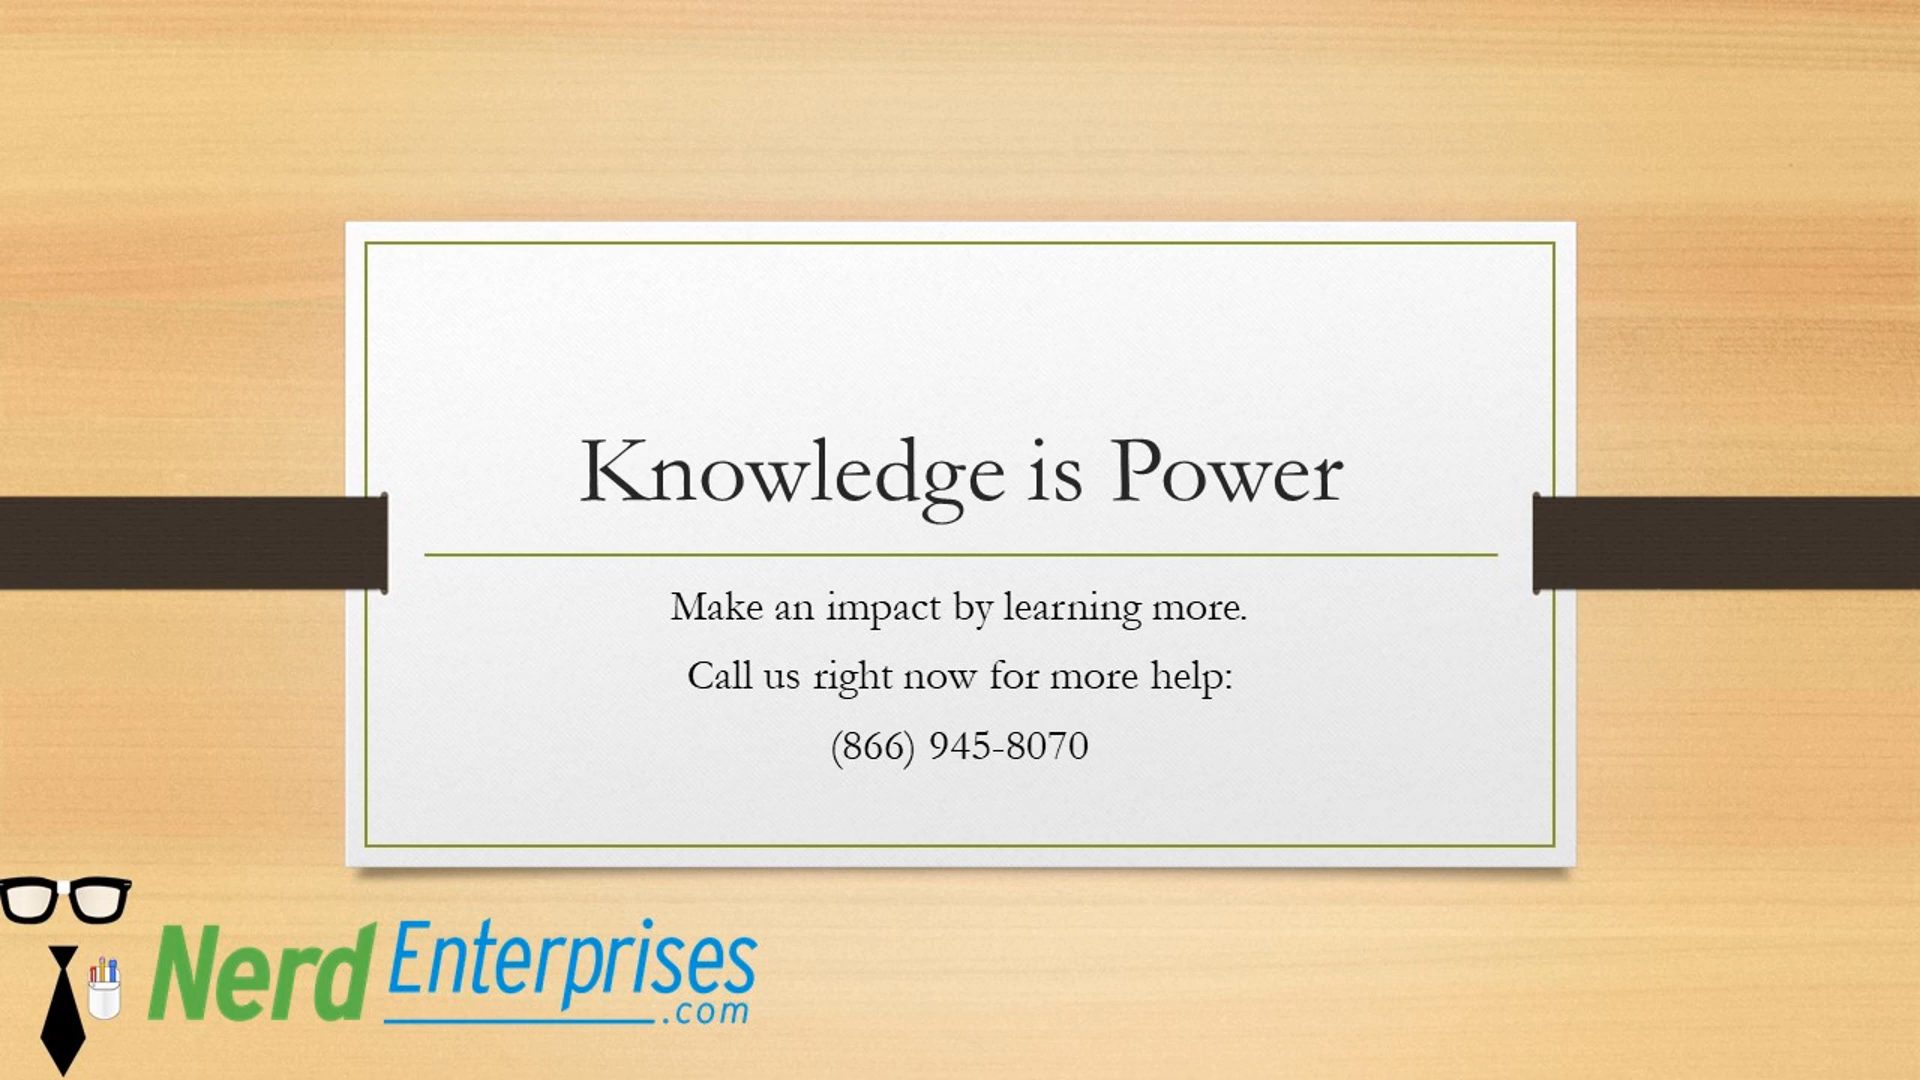 Knowledge is Power
Make an impact by learning more.
Call us right now for more help:
(866) 945-8070
Nerd Enterprises
.com